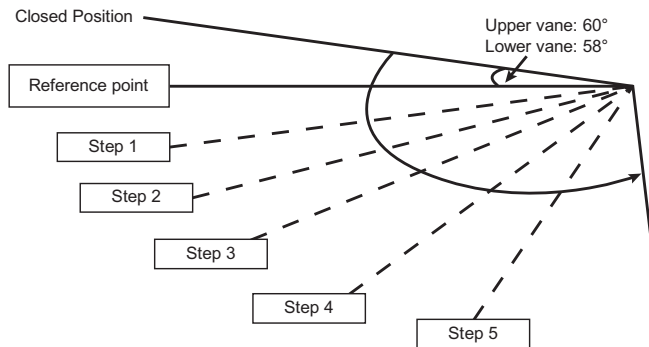 Closed Position
Upper vane: 60°
Lower vane: 58°
Reference point
Step 1
Step 2
Step 3
Step 4
Step 5